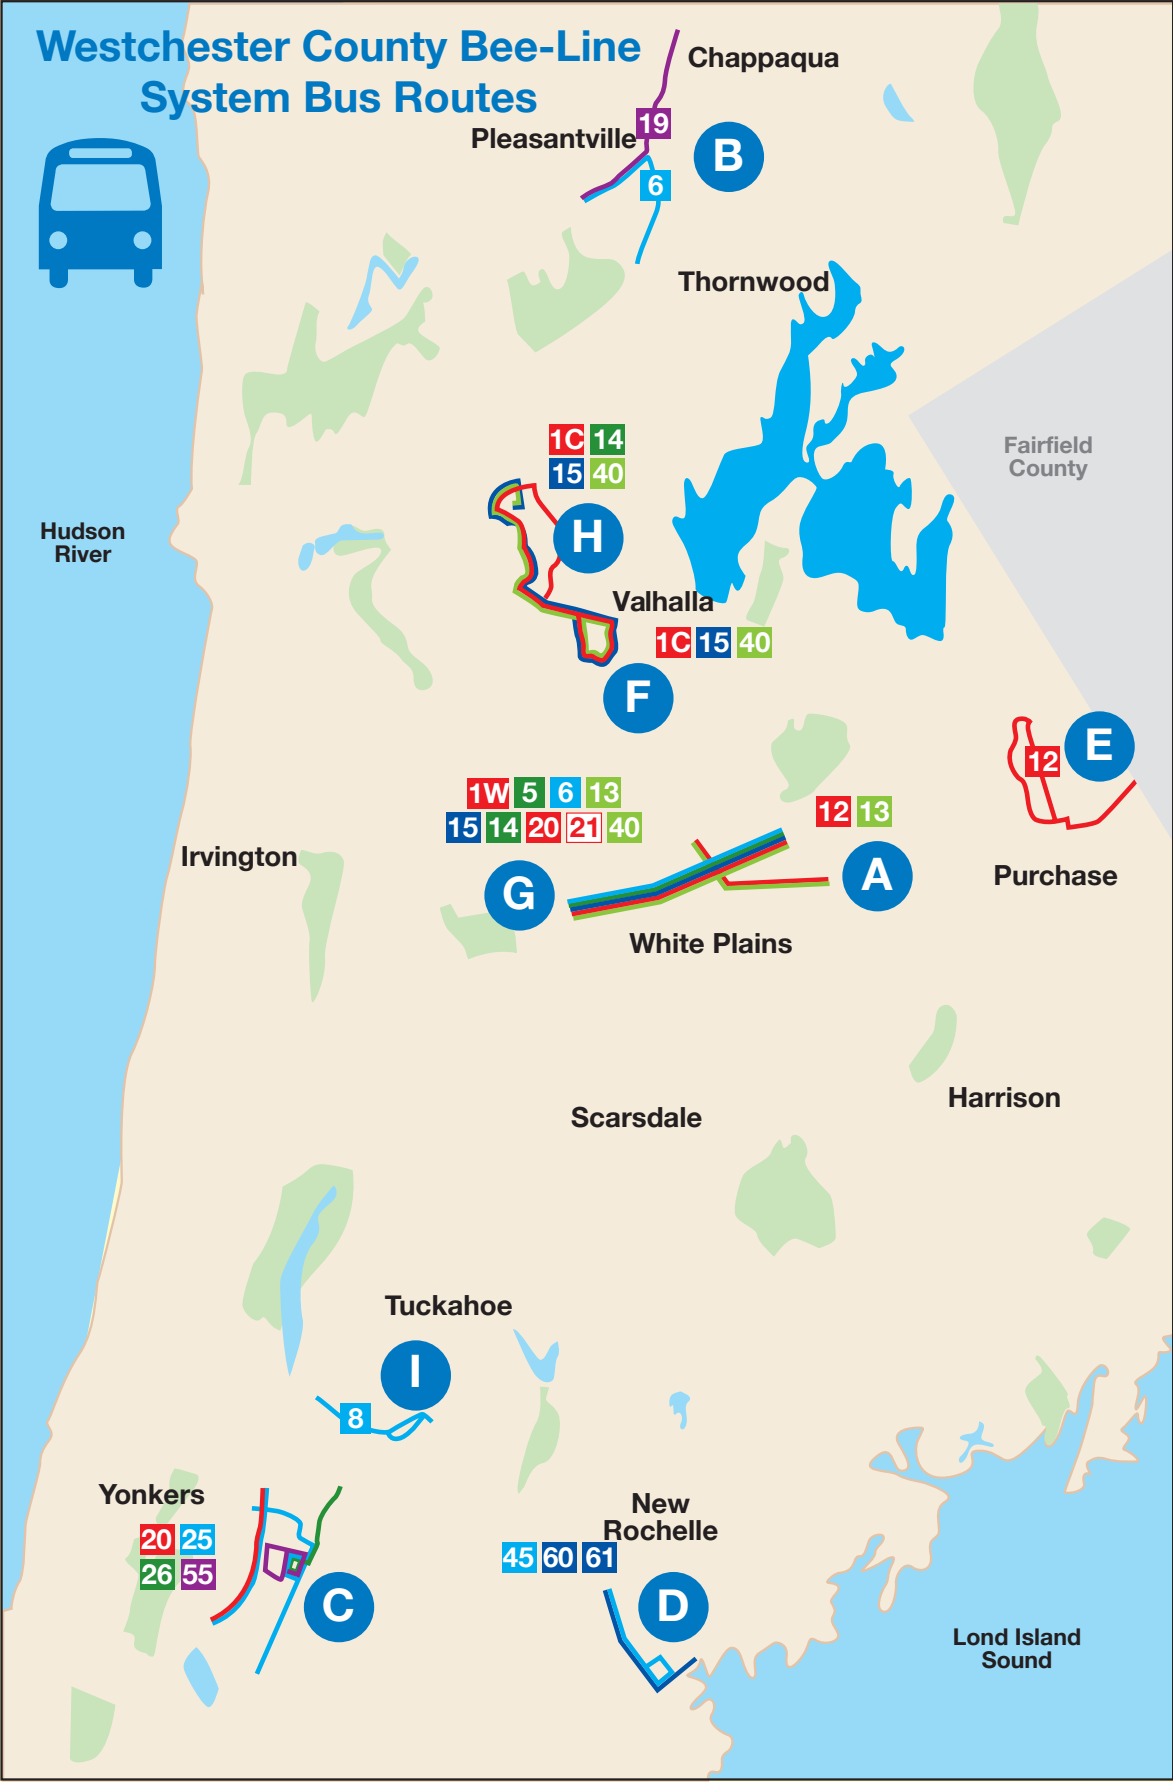 Westchester County Bee-Line
System Bus Routes
Chappaqua
19
Pleasantville
B
6
Thornwood
1C 14
15 40
Fairfield
County
Hudson
River
H
Valhalla
1C 15 40
F
E
12
1W 5 6 13
15 14 20 21 40
12 13
Irvington
G
A
Purchase
White Plains
Harrison
Scarsdale
Tuckahoe
I
8
Yonkers
20 25
26 55
C
New
Rochelle
45 60 61
D
Lond Island
Sound